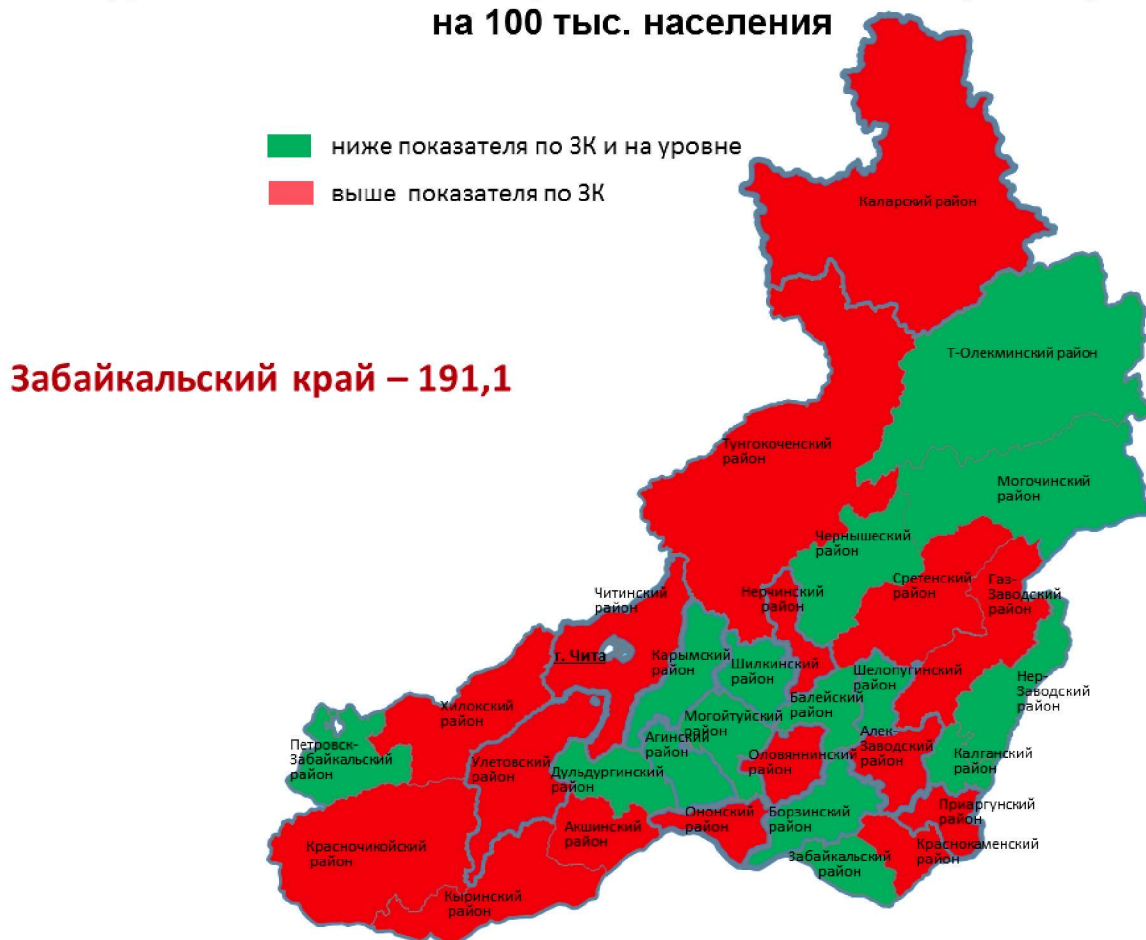 на 100 тыс. населения
ниже показателя по ЗК и на уровне
выше показателя по ЗК
Забайкальский край – 191,1
Каларский район
Т-Олекминский район
Тунгокоченский
район
Могочинский
район
Чернышеский
район
Сретенский
район
Газ-
Заводский
район
Нерчинский
район
Читинский
район
г. Чита
Карымский
район
Шилкинский
район
Шелопугинский
район
Балейский
район
Нер-
Заводский
район
Хилокский
район
Могойтуйский
район
Агинский
район
Алек-
Заводский
район
Петровск-
Забайкальский
район
Улетовский
район
Дульдургинский
район
Оловяннинский
район
Калганский
район
Приаргунский
район
Ононский
район
Борзинский
район
Акшинский
район
Красночикойский
район
Забайкальский
район
Краснокаменский
район
Кыринский
район